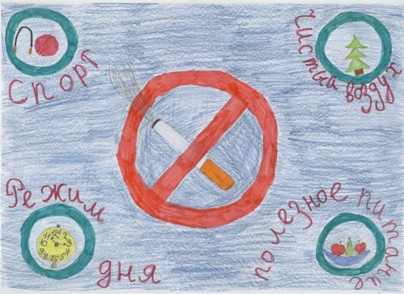 Спорт
Чистый воздух
Режим
дня
полезное питание